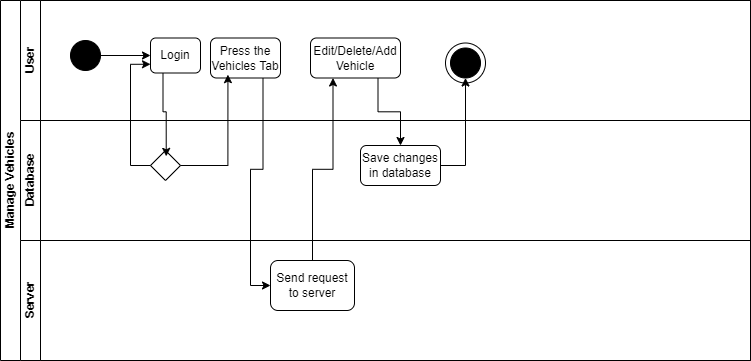 Manage Vehicles
User
Login
Press the
Vehicles Tab
Edit/Delete/Add
Vehicle
Database
Save changes
in database
Server
Send request
to server